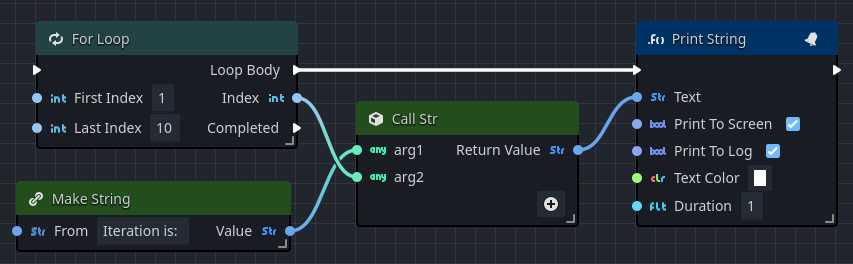 For Loop
Loop Body
int First Index 1 Index int
int Last Index 10 Completed
Make String
Str From Iteration is: Value Str
Call Str
any arg1 Return Value Str
any arg2
.f() Print String
Str Text
bool Print To Screen
bool Print To Log
clr Text Color
flt Duration 1